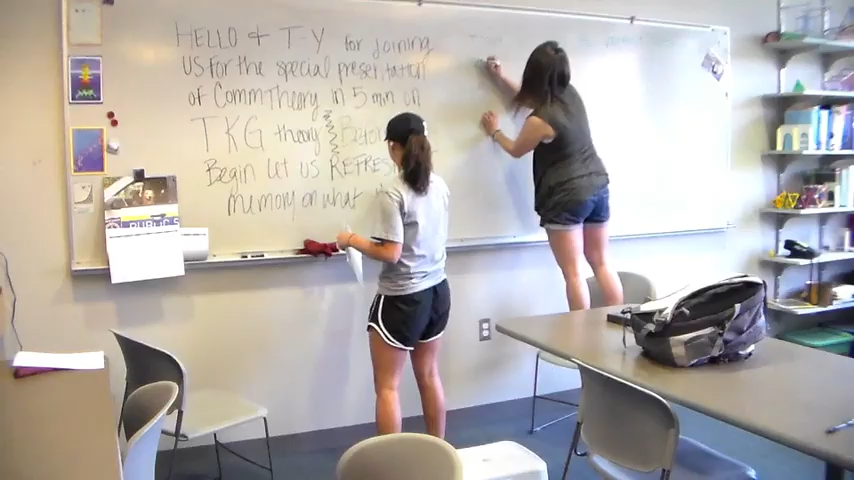 HELLO & T-Y for joining
US FOR the special presentation
of Comm Theory in 5 min on
TKG theory Before
Begin let us REFRESH
memory on what
PUBLIC S